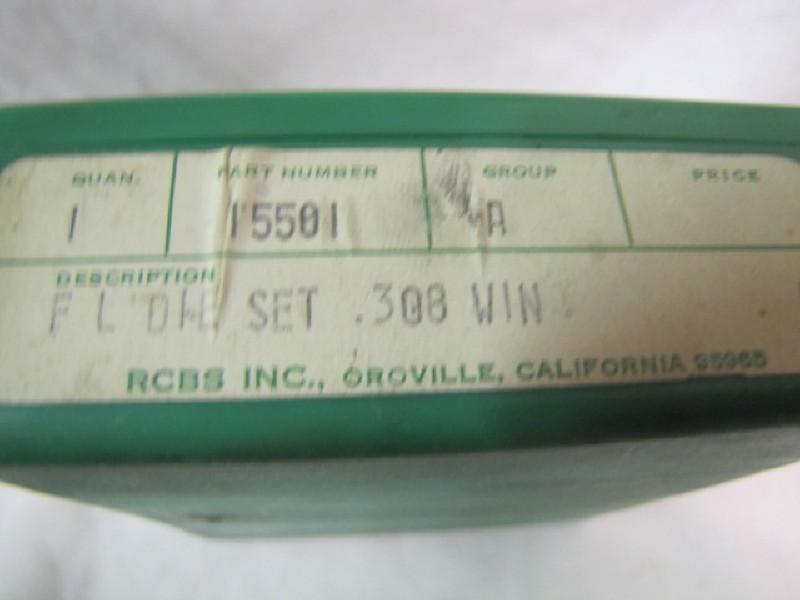 QUAN. PART NUMBER GROUP PRICE
1 15501 A
DESCRIPTION
F L DIE SET .308 WIN
RCBS INC., OROVILLE, CALIFORNIA 95965